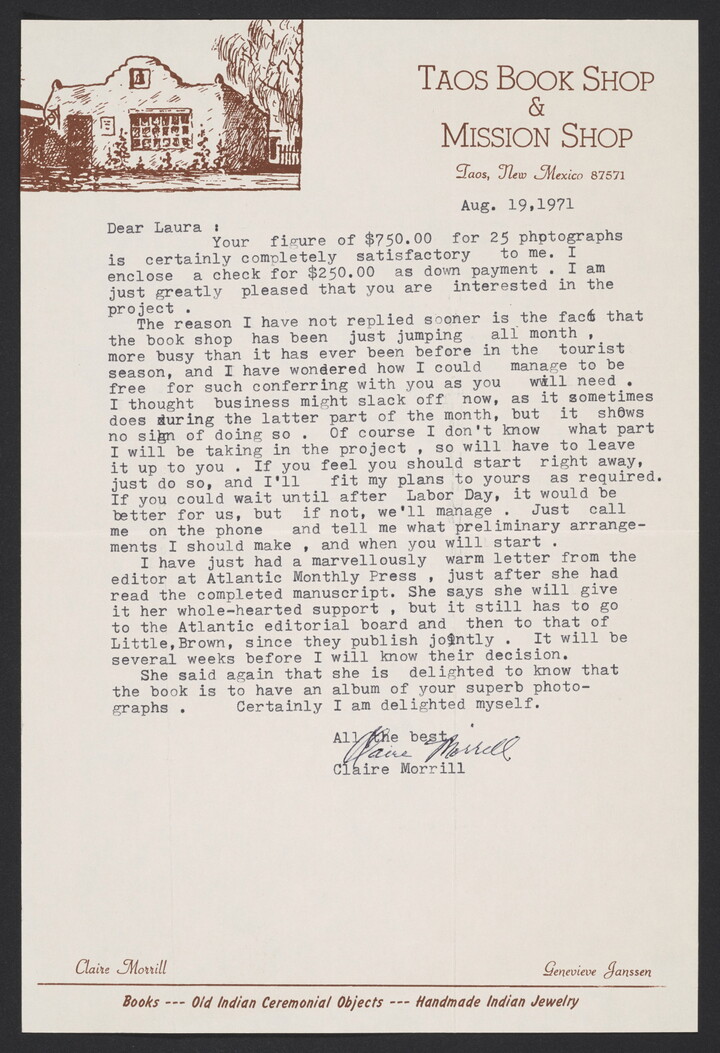 TAOS BOOK SHOP
&
MISSION SHOP
Taos, New Mexico 87571
Aug. 19,1971
Dear Laura :
Your figure of $750.00 for 25 photographs
is certainly completely satisfactory to me. I
enclose a check for $250.00 as down payment . I am
just greatly pleased that you are interested in the
project .
The reason I have not replied sooner is the fact that
the book shop has been just jumping all month ,
more busy than it has ever been before in the tourist
season, and I have wondered how I could manage to be
free for such conferring with you as you will need .
I thought business might slack off now, as it sometimes
does during the latter part of the month, but it shows
no sign of doing so . Of course I don't know what part
I will be taking in the project , so will have to leave
it up to you . If you feel you should start right away,
just do so, and I'll fit my plans to yours as required.
If you could wait until after Labor Day, it would be
better for us, but if not, we'll manage . Just call
me on the phone and tell me what preliminary arrange-
ments I should make , and when you will start .
I have just had a marvellously warm letter from the
editor at Atlantic Monthly Press , just after she had
read the completed manuscript. She says she will give
it her whole-hearted support , but it still has to go
to the Atlantic editorial board and then to that of
Little,Brown, since they publish jointly . It will be
several weeks before I will know their decision.
She said again that she is delighted to know that
the book is to have an album of your superb photo-
graphs . Certainly I am delighted myself.
All the best,
Claire Morrill
Claire Morrill
Claire Morrill Genevieve Janssen
Books --- Old Indian Ceremonial Objects --- Handmade Indian Jewelry